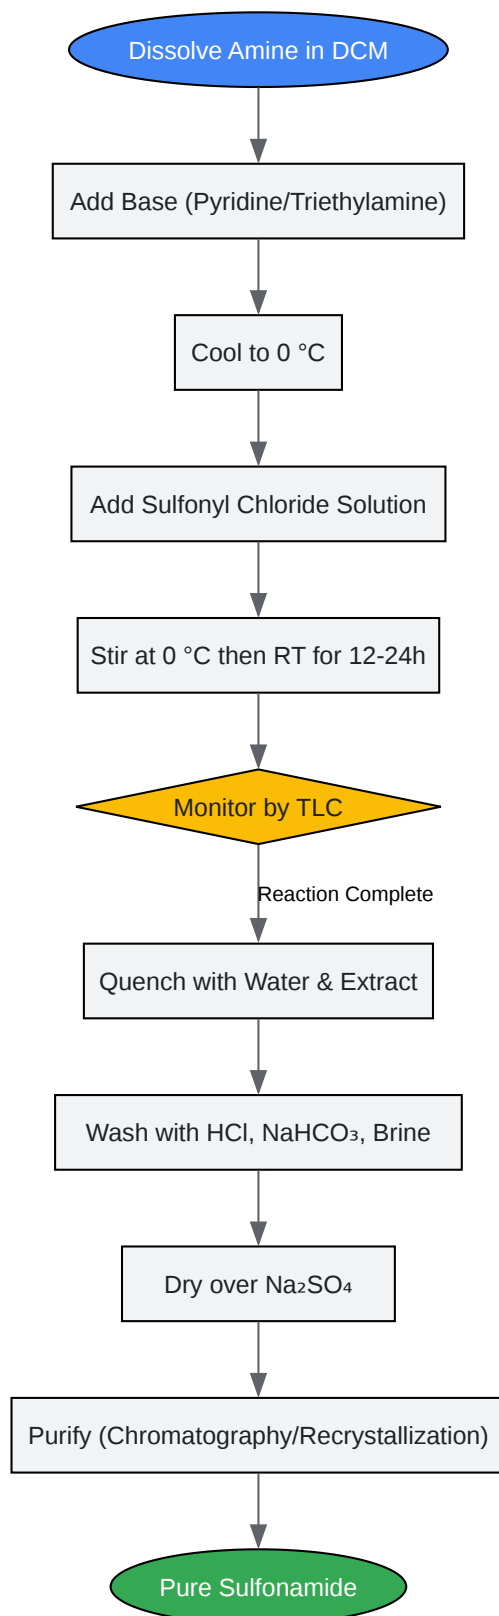 Dissolve Amine in DCM
Add Base (Pyridine/Triethylamine)
Cool to 0 °C
Add Sulfonyl Chloride Solution
Stir at 0 °C then RT for 12-24h
Monitor by TLC
Reaction Complete
Quench with Water & Extract
Wash with HCl, NaHCO₃, Brine
Dry over Na₂SO₄
Purify (Chromatography/Recrystallization)
Pure Sulfonamide